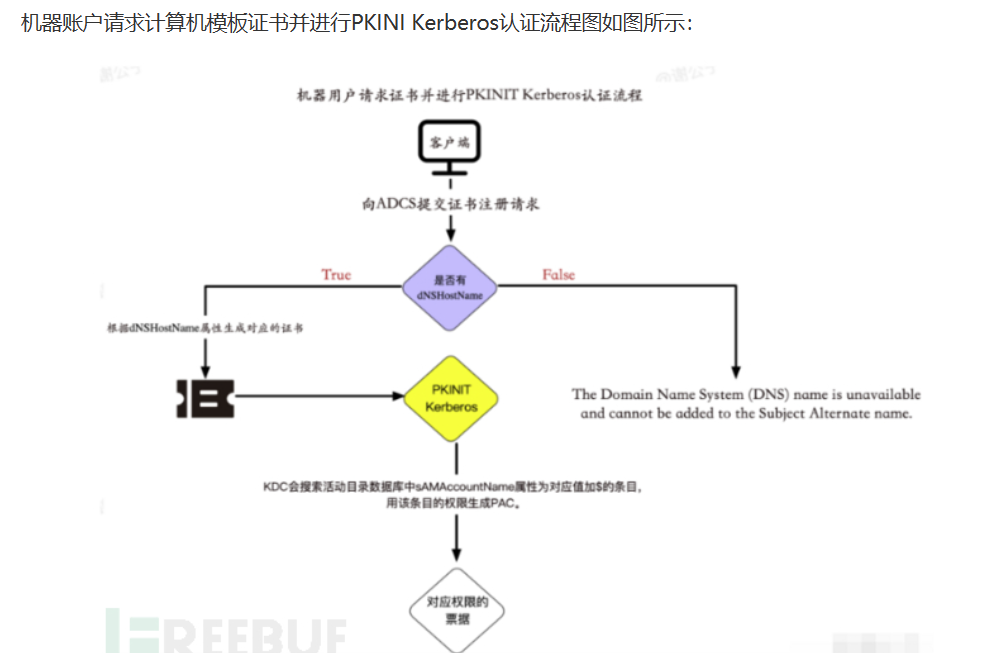 机器账户请求计算机模板证书并进行PKINI Kerberos认证流程图如图所示：
机器用户请求证书并进行PKINIT Kerberos认证流程
客户端
向ADCS提交证书注册请求
True
False
是否有
dNSHostName
根据dNSHostName属性生成对应的证书
PKINIT
Kerberos
The Domain Name System (DNS) name is unavailable
and cannot be added to the Subject Alternate name.
KDC会搜索活动目录数据库中sAMAccountName属性为对应值加$的条目，
用该条目的权限生成PAC。
对应权限的
票据
FREEBUF